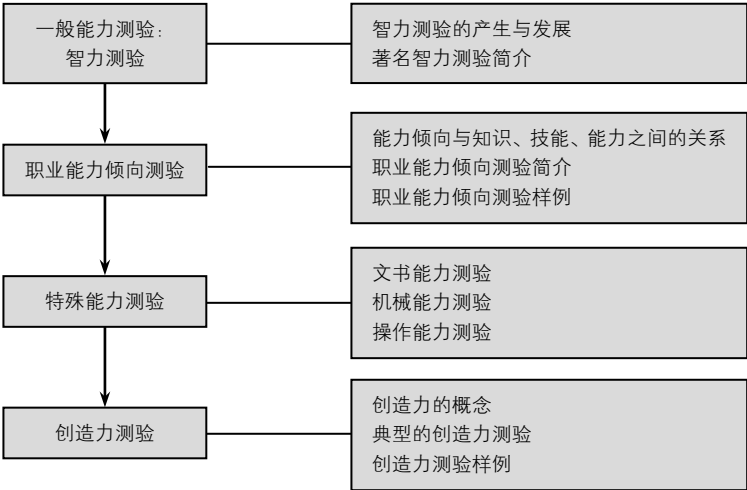 一般能力测验：
智力测验
智力测验的产生与发展
著名智力测验简介
职业能力倾向测验
能力倾向与知识、技能、能力之间的关系
职业能力倾向测验简介
职业能力倾向测验样例
特殊能力测验
文书能力测验
机械能力测验
操作能力测验
创造力测验
创造力的概念
典型的创造力测验
创造力测验样例